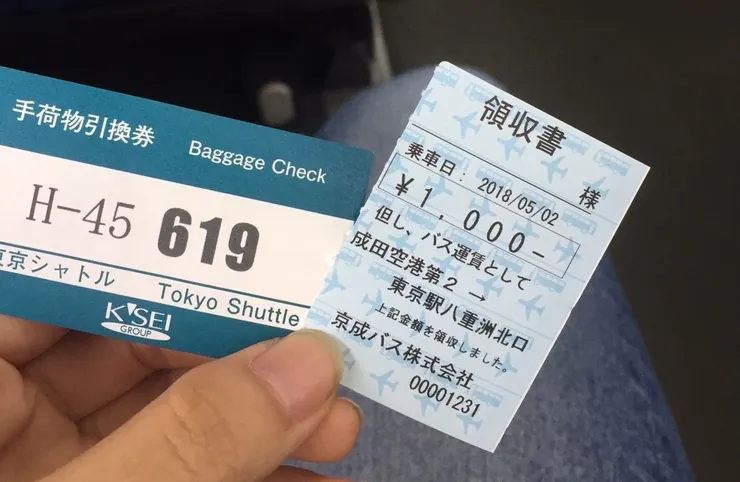 手荷物引換券 Baggage Check
H-45 619
京シャトル Tokyo Shuttle
K'SEI
GROUP
領収書
様
乗車日: 2018/05/02
¥1,000-
但し、バス運賃として
成田空港第2 →
東京駅八重洲北口
上記金額を領収しました。
京成バス株式会社
00001231